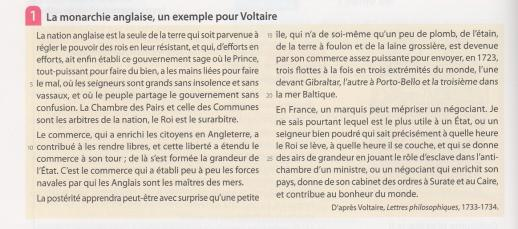 1 La monarchie anglaise, un exemple pour Voltaire
La nation anglaise est la seule de la terre qui soit parvenue à
régler le pouvoir des rois en leur résistant, et qui, d'efforts en
efforts, ait enfin établi ce gouvernement sage où le Prince,
tout-puissant pour faire du bien, a les mains liées pour faire
5 le mal, où les seigneurs sont grands sans insolence et sans
vassaux, et où le peuple partage le gouvernement sans
confusion. La Chambre des Pairs et celle des Communes
sont les arbitres de la nation, le Roi est le surarbitre.
Le commerce, qui a enrichi les citoyens en Angleterre, a
10 contribué à les rendre libres, et cette liberté a étendu le
commerce à son tour ; de là s'est formée la grandeur de
l'État. C'est le commerce qui a établi peu à peu les forces
navales par qui les Anglais sont les maîtres des mers.
La postérité apprendra peut-être avec surprise qu'une petite
15 île, qui n'a de soi-même qu'un peu de plomb, de l'étain,
de la terre à foulon et de la laine grossière, est devenue
par son commerce assez puissante pour envoyer, en 1723,
trois flottes à la fois en trois extrémités du monde, l'une
devant Gibraltar, l'autre à Porto-Bello et la troisième dans
20 la mer Baltique.
En France, un marquis peut mépriser un négociant. Je
ne sais pourtant lequel est le plus utile à un État, ou un
seigneur bien poudré qui sait précisément à quelle heure
le Roi se lève, à quelle heure il se couche, et qui se donne
25 des airs de grandeur en jouant le rôle d'esclave dans l'anti-
chambre d'un ministre, ou un négociant qui enrichit son
pays, donne de son cabinet des ordres à Surate et au Caire,
et contribue au bonheur du monde.
D'après Voltaire, Lettres philosophiques, 1733-1734.